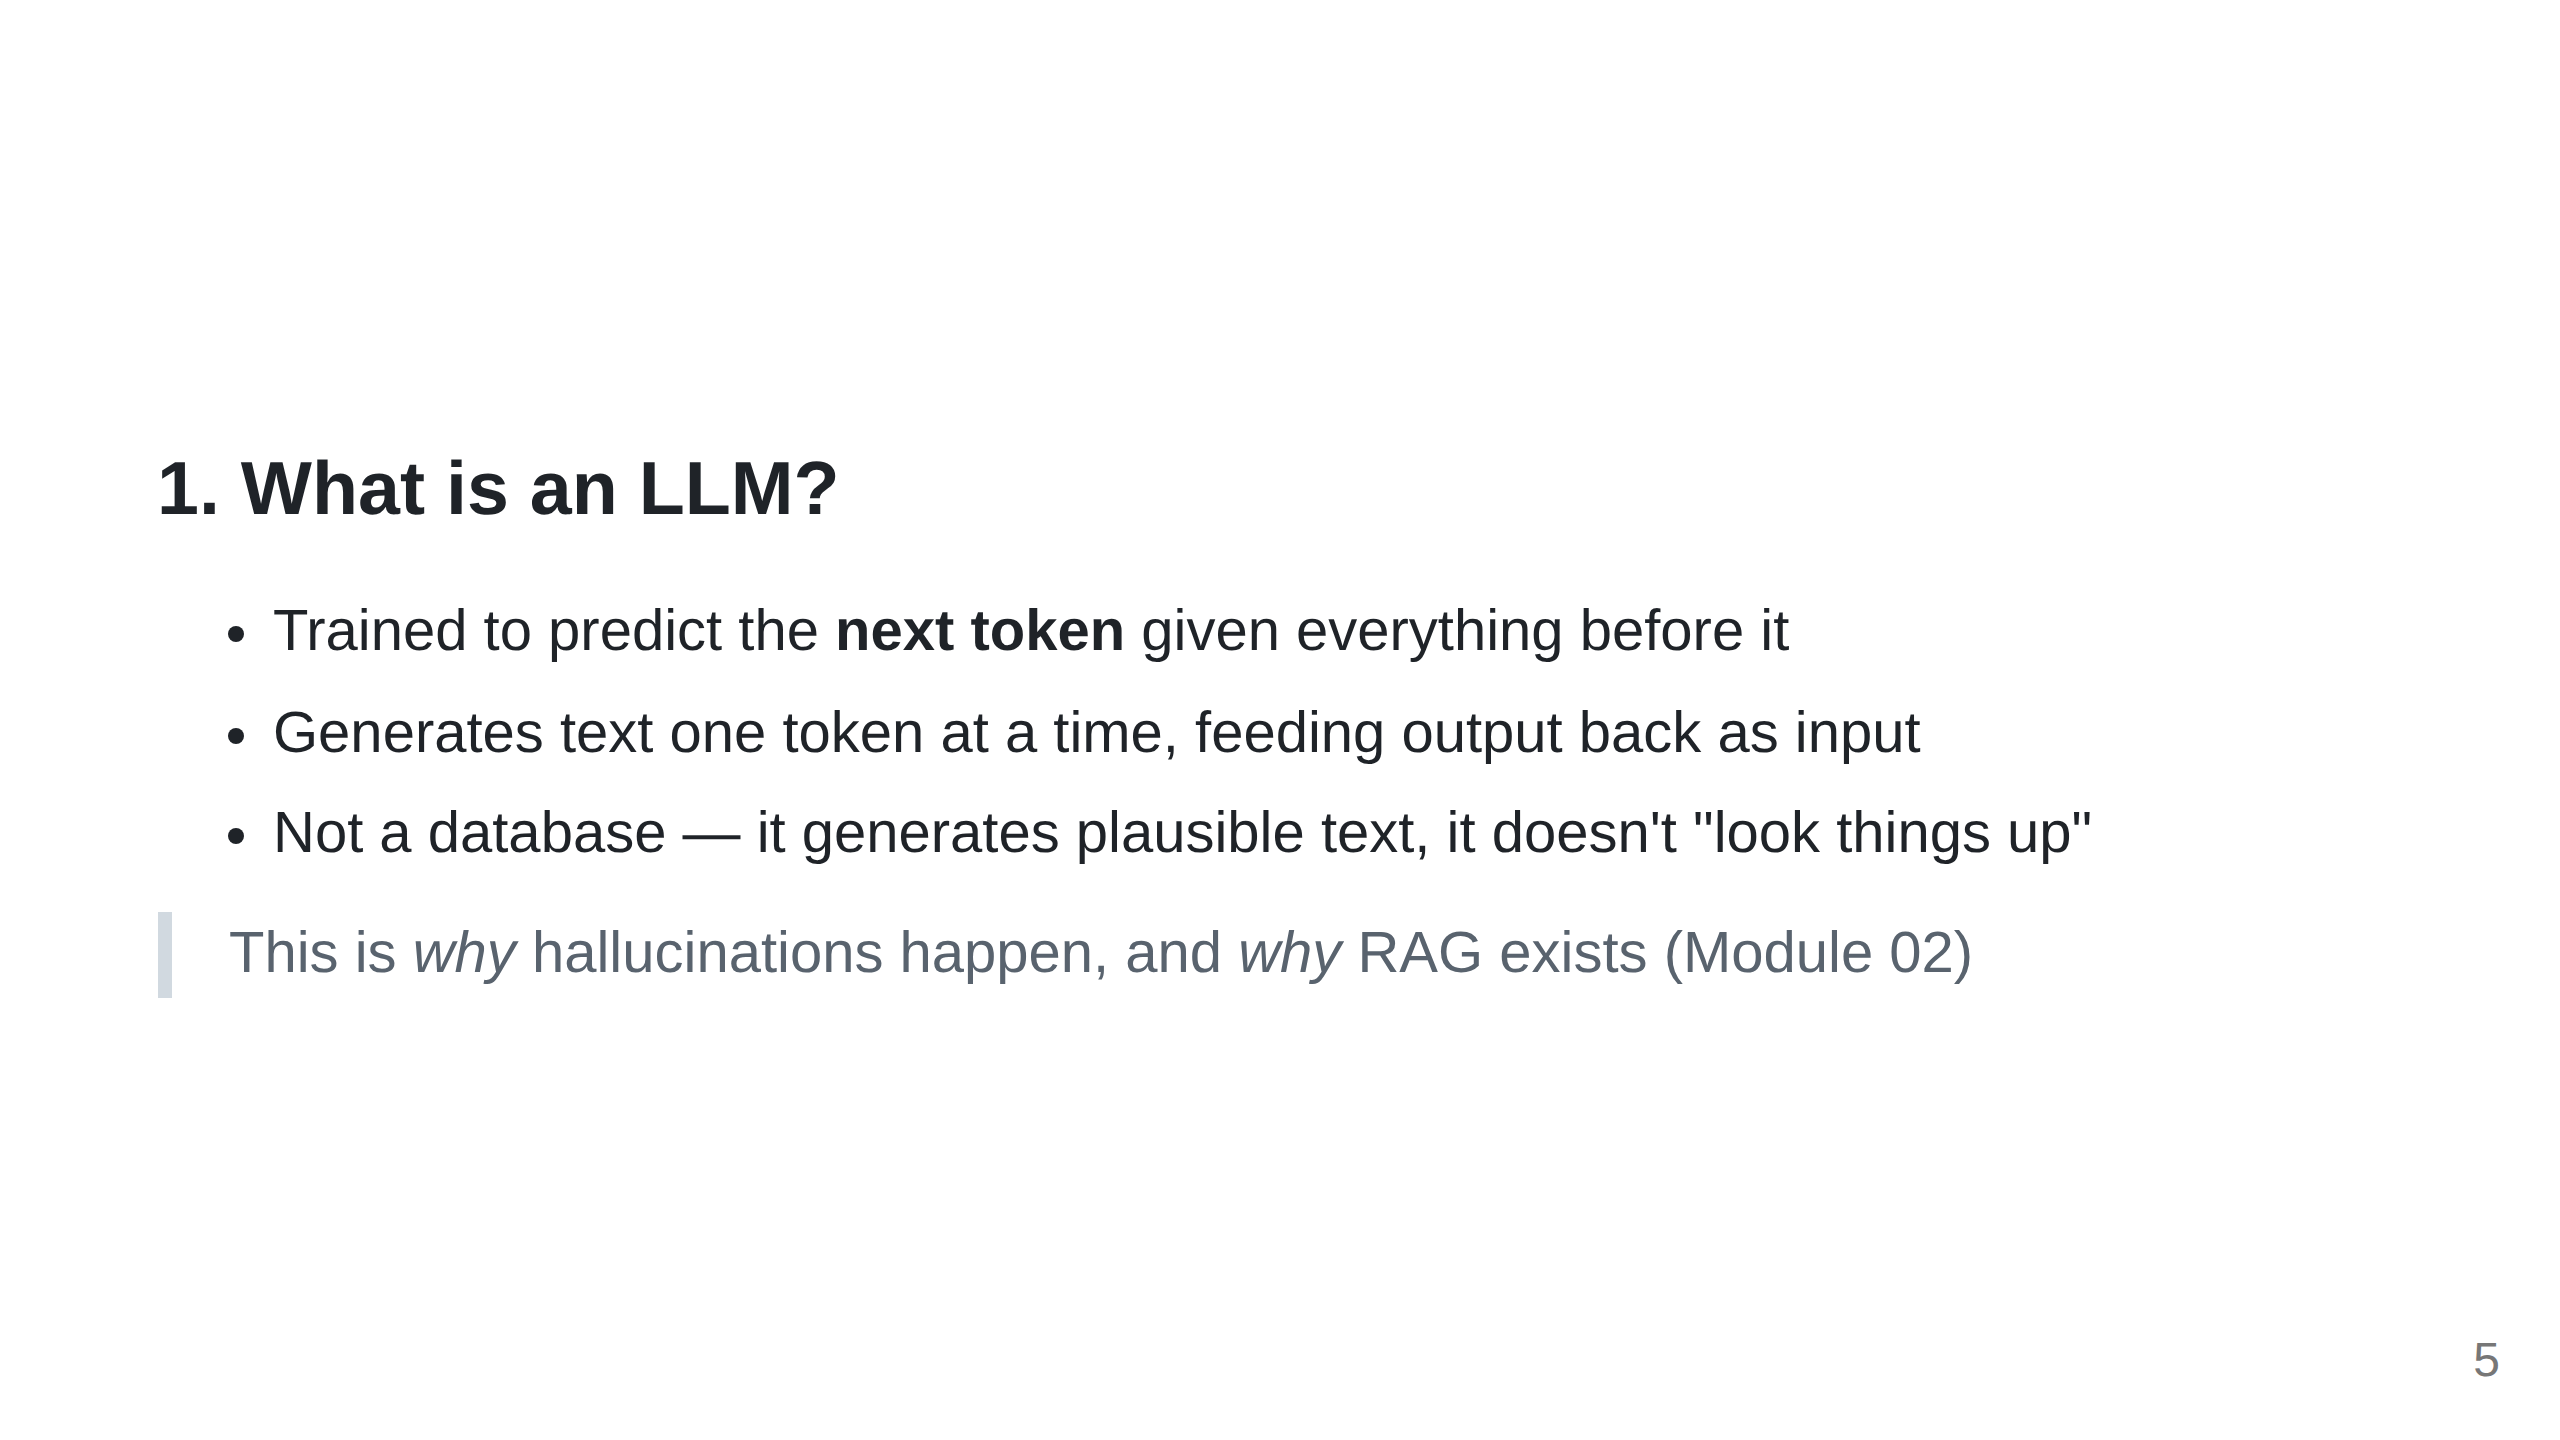 1. What is an LLM?
• Trained to predict the next token given everything before it
• Generates text one token at a time, feeding output back as input
• Not a database — it generates plausible text, it doesn't "look things up"
This is why hallucinations happen, and why RAG exists (Module 02)
5